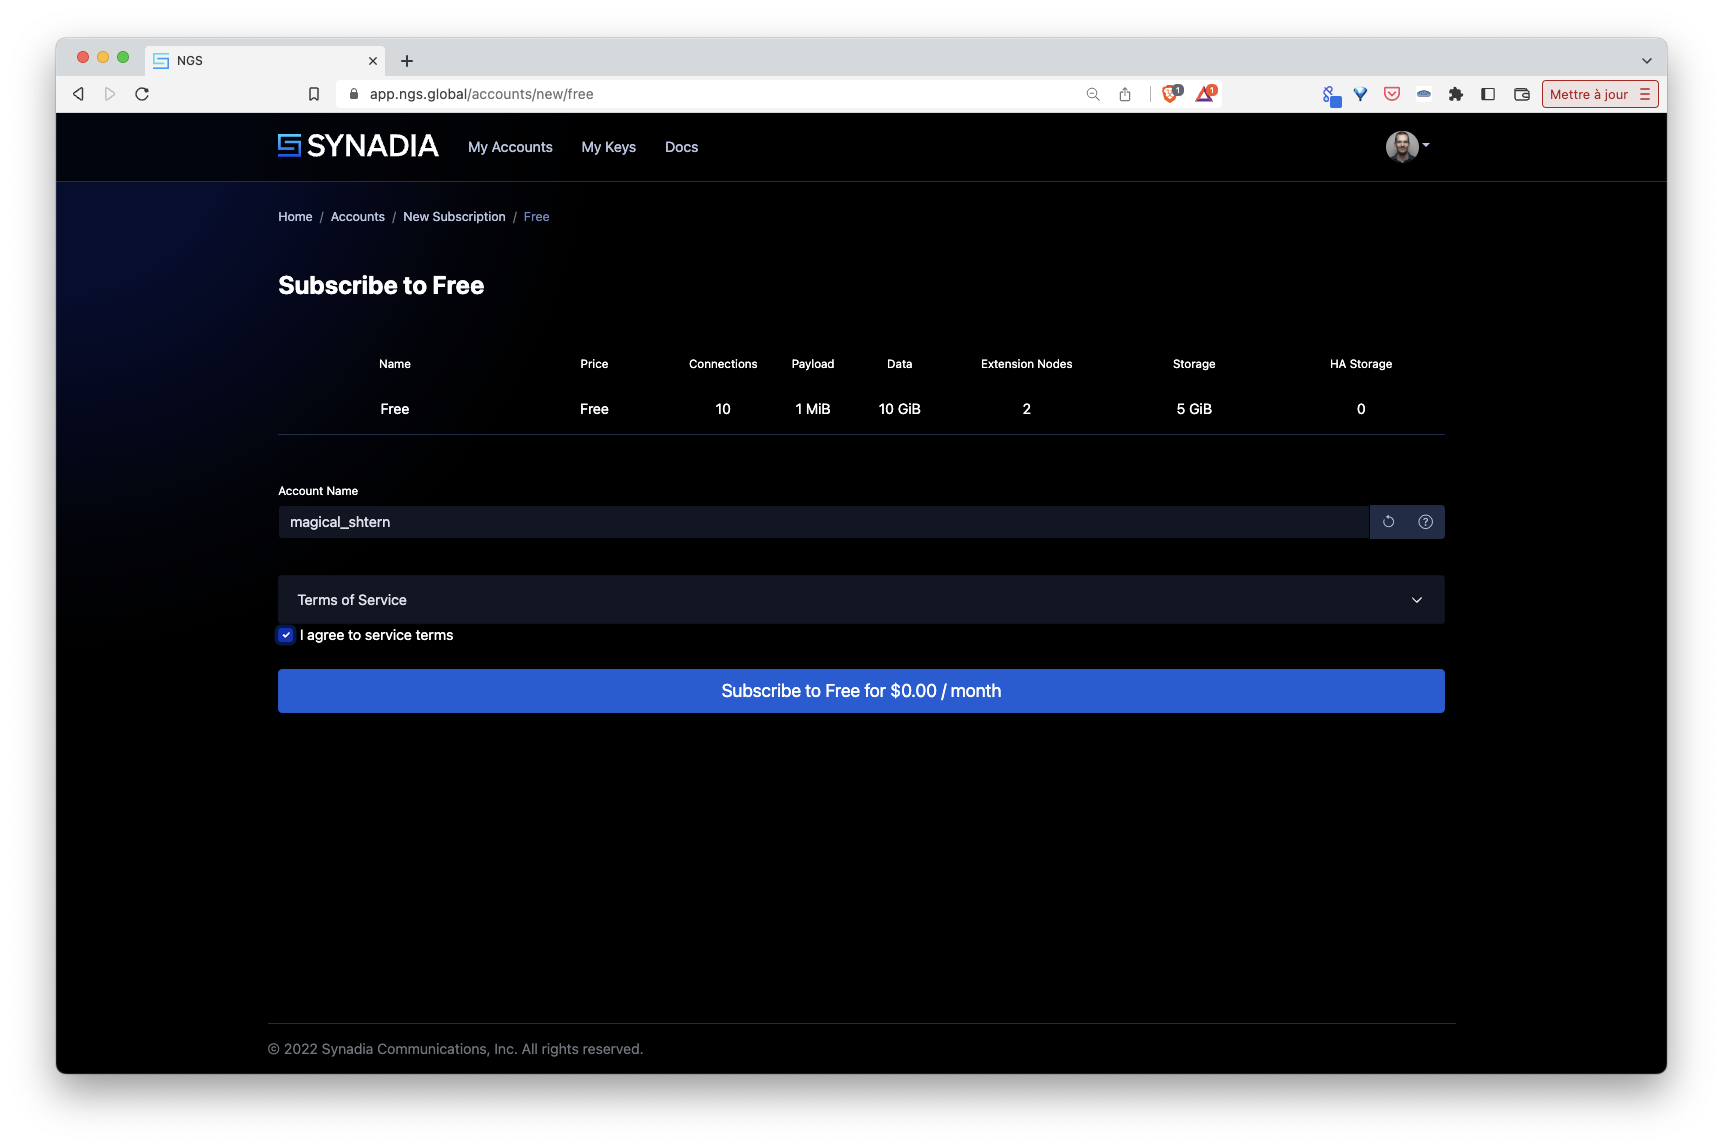 NGS
app.ngs.global/accounts/new/free
1
1
Mettre à jour
SYNADIA
My Accounts
My Keys
Docs
Home / Accounts / New Subscription / Free
Subscribe to Free
Name Price Connections Payload Data Extension Nodes Storage HA Storage
Free Free 10 1 MiB 10 GiB 2 5 GiB 0
Account Name
magical_shtern
Terms of Service
I agree to service terms
Subscribe to Free for $0.00 / month
© 2022 Synadia Communications, Inc. All rights reserved.